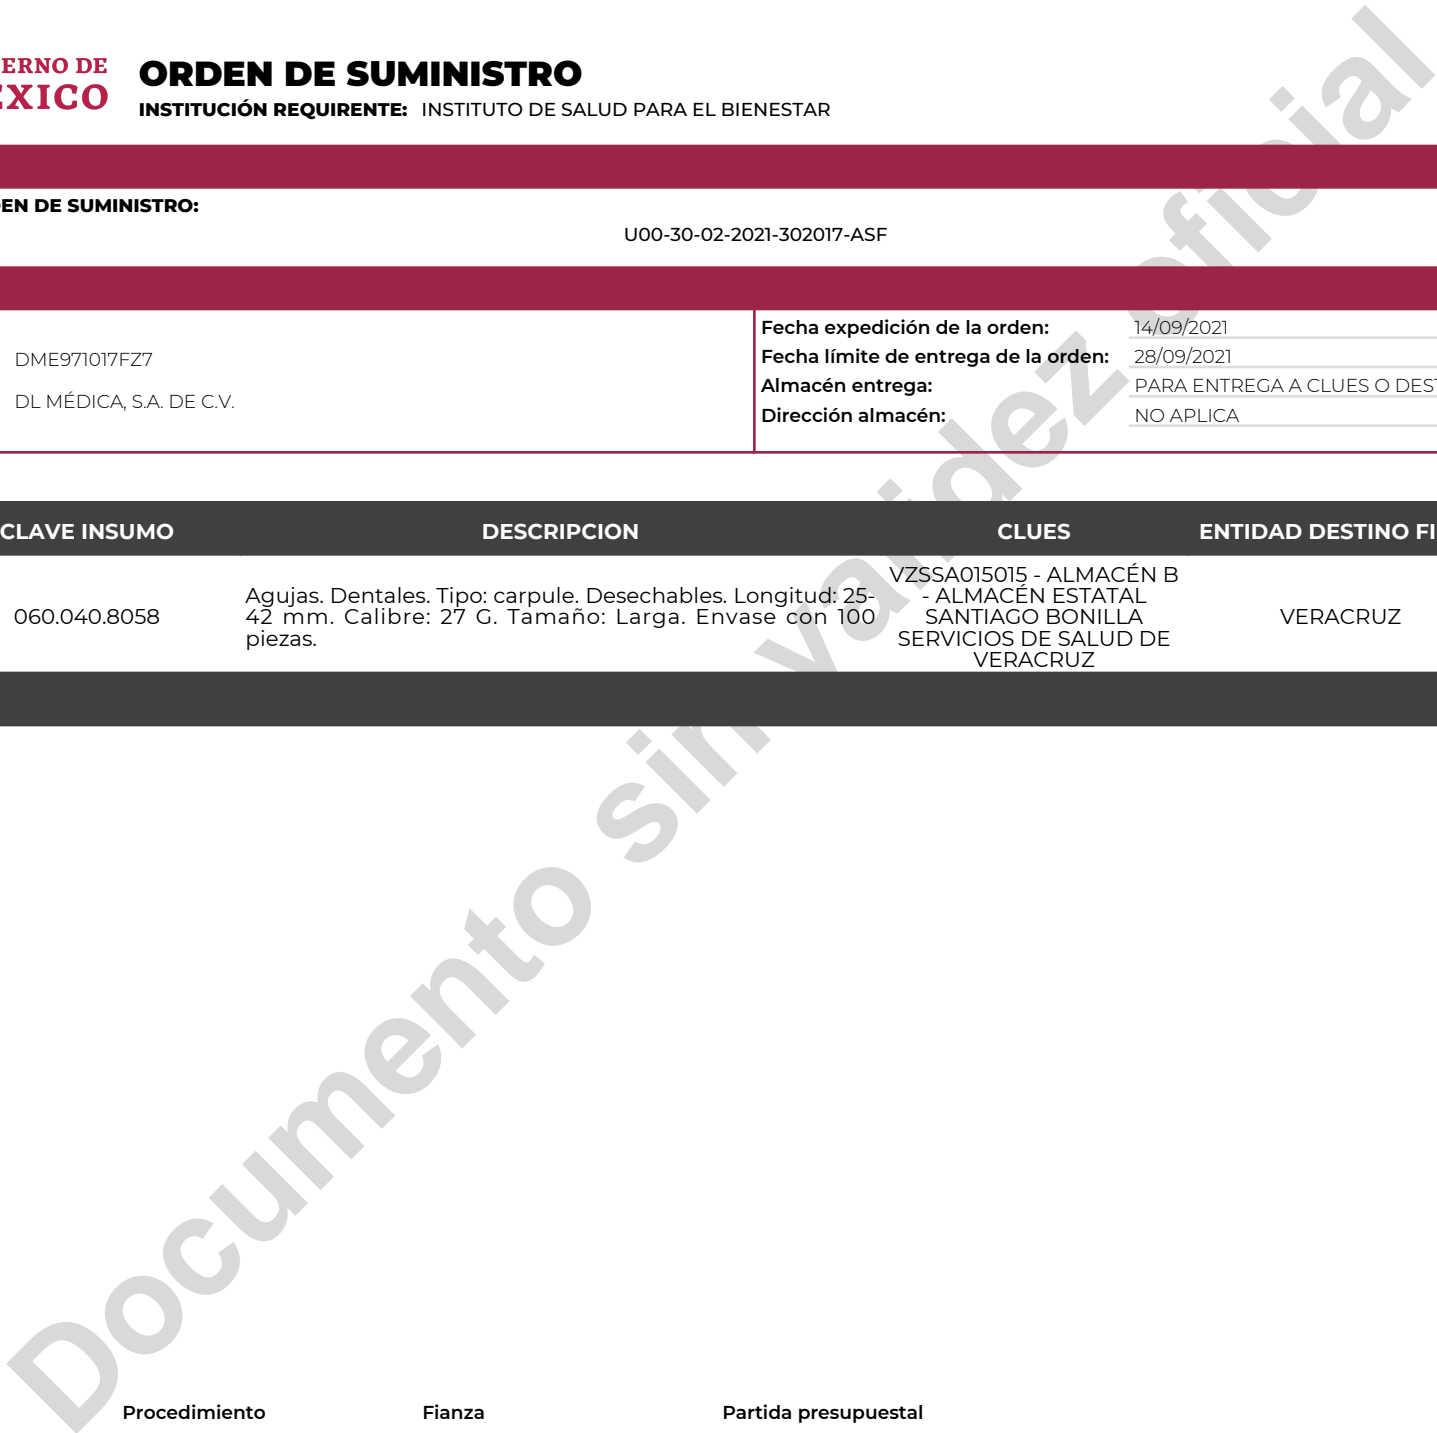 ERNO DE
EXICO
ORDEN DE SUMINISTRO
INSTITUCIÓN REQUIRENTE: INSTITUTO DE SALUD PARA EL BIENESTAR
EN DE SUMINISTRO:
U00-30-02-2021-302017-ASF
DME971017FZ7
DL MÉDICA, S.A. DE C.V.
Fecha expedición de la orden: 14/09/2021
Fecha límite de entrega de la orden: 28/09/2021
Almacén entrega: PARA ENTREGA A CLUES O DEST
Dirección almacén: NO APLICA
CLAVE INSUMO DESCRIPCION CLUES ENTIDAD DESTINO FI
060.040.8058
Agujas. Dentales. Tipo: carpule. Desechables. Longitud: 25-
42 mm. Calibre: 27 G. Tamaño: Larga. Envase con 100
piezas.
VZSSA015015 - ALMACÉN B
- ALMACÉN ESTATAL
SANTIAGO BONILLA
SERVICIOS DE SALUD DE
VERACRUZ
VERACRUZ
Documento sin validez oficial
Procedimiento Fianza Partida presupuestal